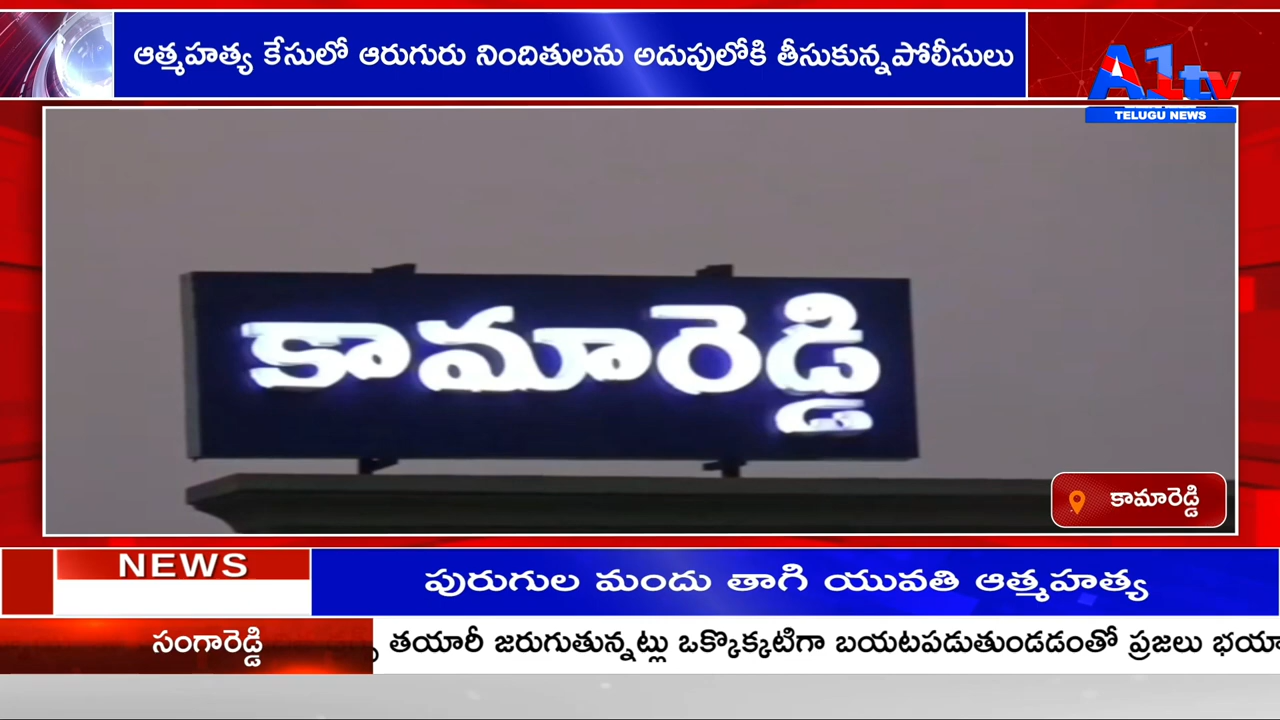 ఆత్మహత్య కేసులో ఆరుగురు నిందితులను అదుపులోకి తీసుకున్నపోలీసులు
A1tv
TELUGU NEWS
కామారెడ్డి
కామారెడ్డి
NEWS
పురుగుల మందు తాగి యువతి ఆత్మహత్య
సంగారెడ్డి
తయారీ జరుగుతున్నట్లు ఒక్కొక్కటిగా బయటపడుతుండడంతో ప్రజలు